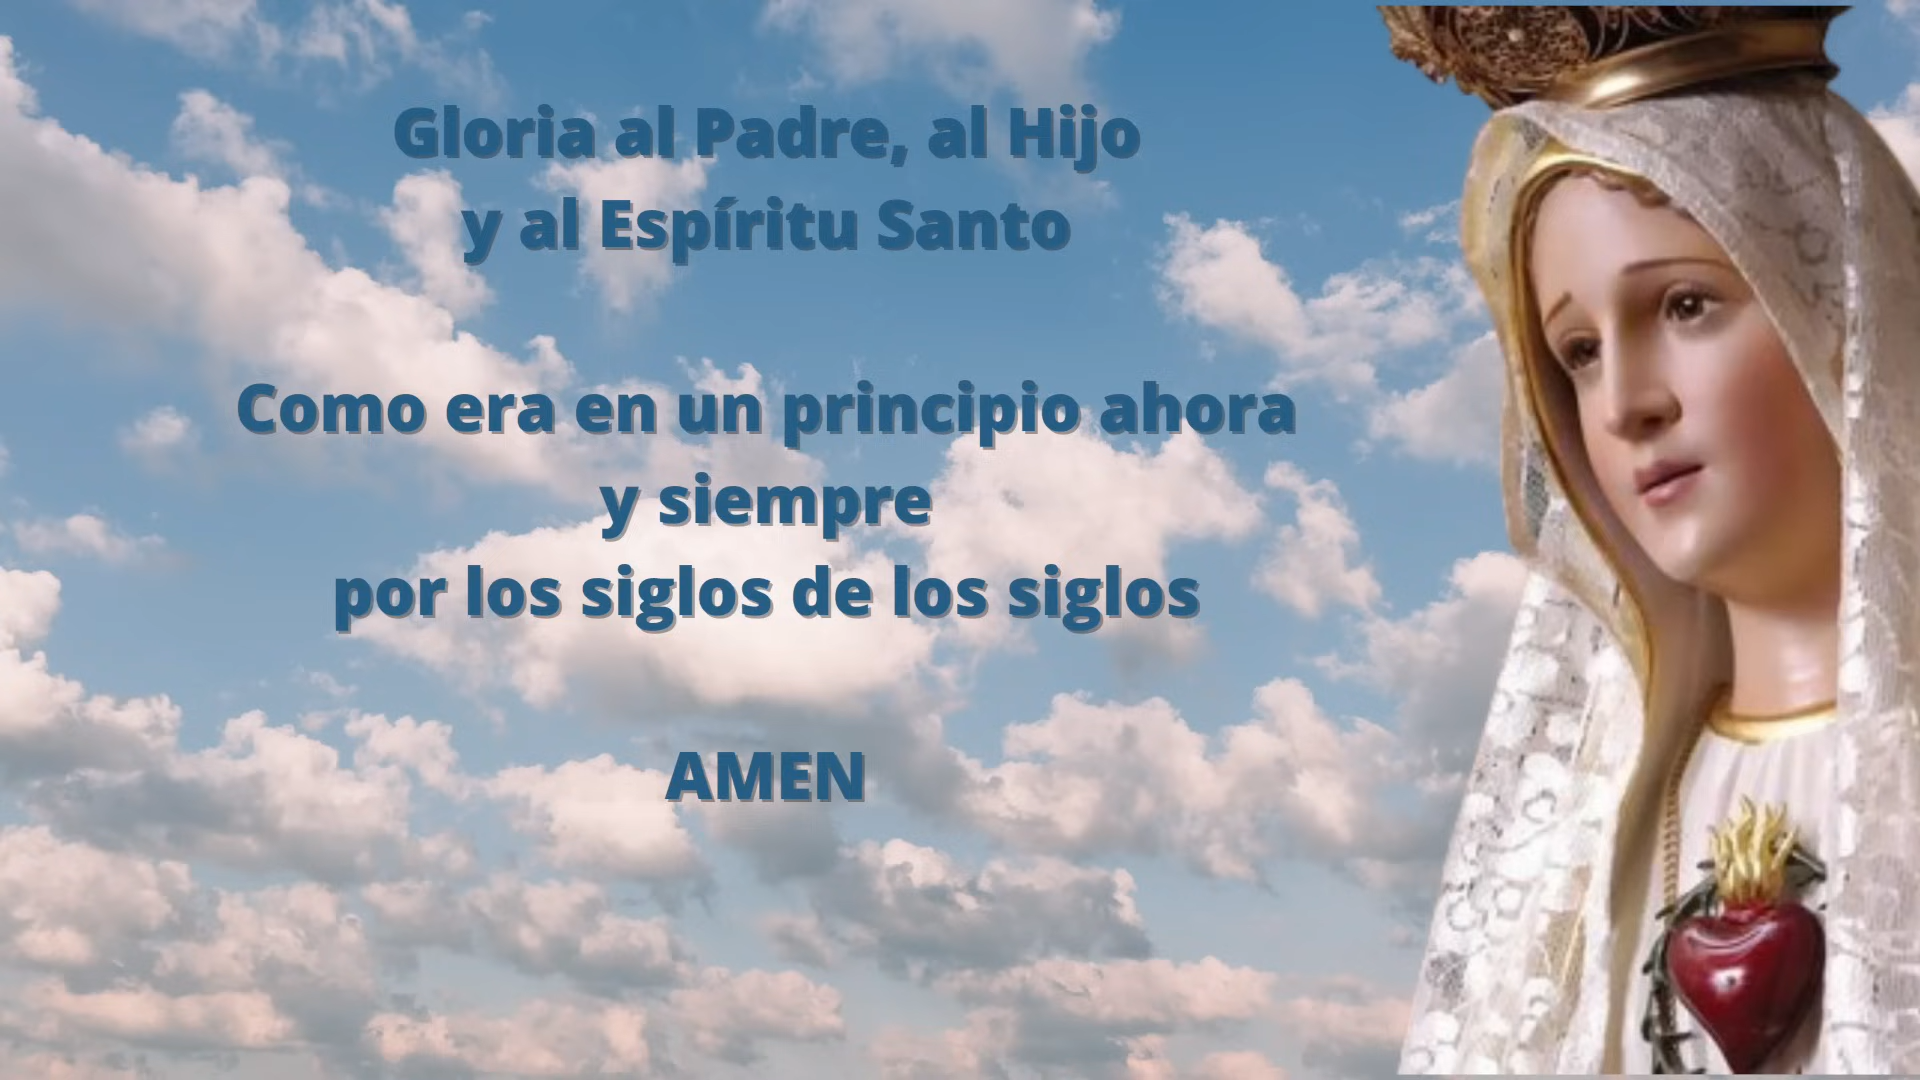 Gloria al Padre, al Hijo
y al Espíritu Santo
Como era en un principio ahora
y siempre
por los siglos de los siglos
AMEN